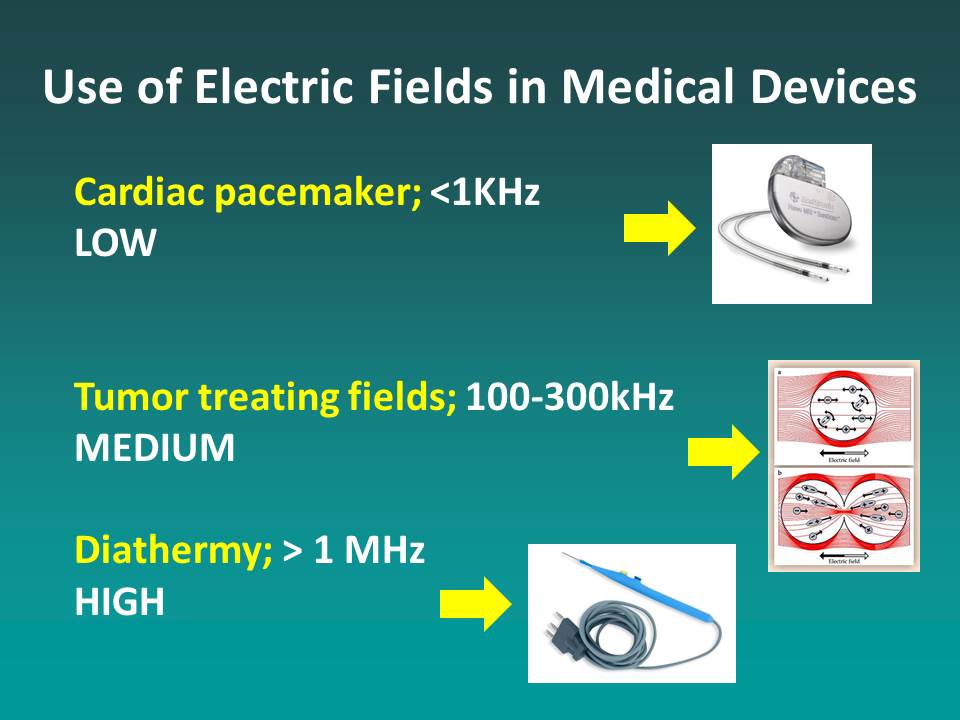 Use of Electric Fields in Medical Devices
Cardiac pacemaker; <1KHz
LOW
Tumor treating fields; 100-300kHz
MEDIUM
a
Electric field
b
Electric field
Diathermy; > 1 MHz
HIGH